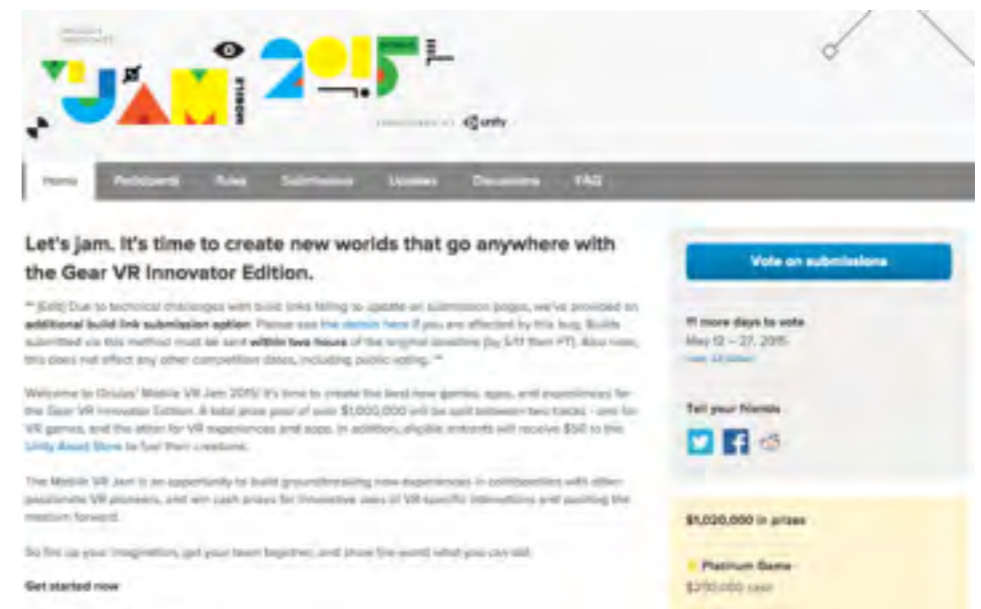 VR JAM MOBILE 2015
unity
Home Participants Rules Submissions Updates Discussions FAQ
Let's jam. It's time to create new worlds that go anywhere with
the Gear VR Innovator Edition.
** [Edit] Due to technical challenges with build links failing to update on submission pages, we've provided an
additional build link submission option. Please see the details here if you are affected by this bug. Builds
submitted via this method must be sent within two hours of the original deadline (by 5/11 7am PT). Also note,
this does not affect any other competition dates, including public voting. **
Welcome to Oculus' Mobile VR Jam 2015! It's time to create the best new games, apps, and experiences for
the Gear VR Innovator Edition. A total prize pool of over $1,000,000 will be split between two tracks - one for
VR games, and the other for VR experiences and apps. In addition, eligible entrants will receive $50 to the
Unity Asset Store to fuel their creations.
The Mobile VR Jam is an opportunity to build groundbreaking new experiences in collaboration with other
passionate VR pioneers, and win cash prizes for innovative uses of VR-specific interactions and pushing the
medium forward.
So fire up your imagination, get your team together, and show the world what you can do!
Get started now
Vote on submissions
11 more days to vote
May 12 – 27, 2015
Tell your friends
$1,020,000 in prizes
Platinum Game
cash